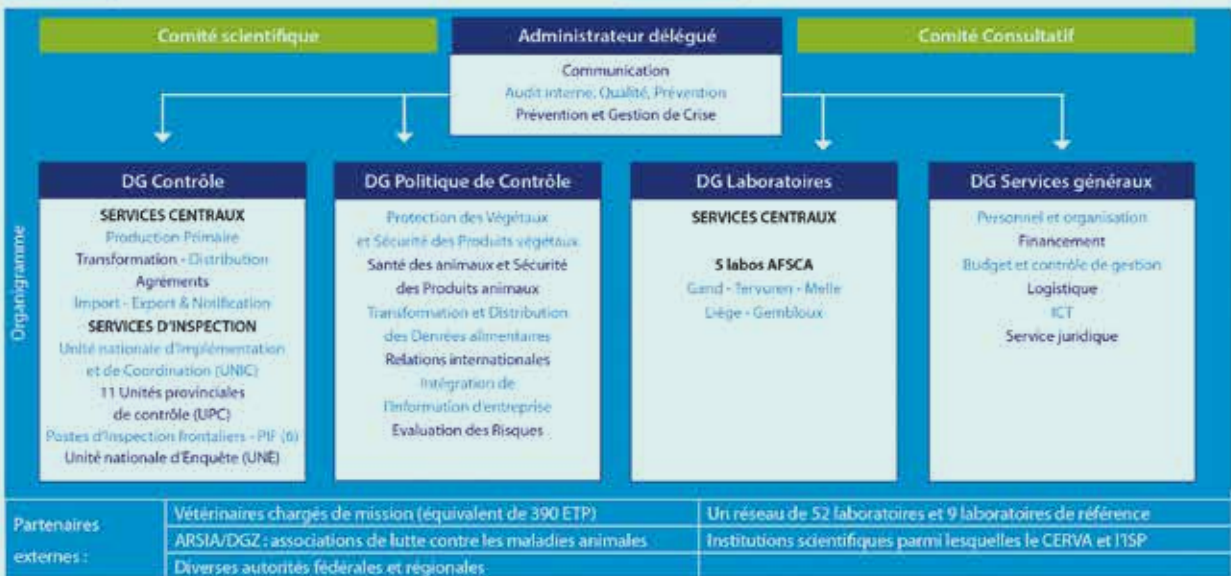 Comité scientifique
Administrateur délégué
Comité Consultatif
Communication
Audit interne, Qualité, Prévention
Prévention et Gestion de Crise
Organigramme
DG Contrôle
SERVICES CENTRAUX
Production Primaire
Transformation - Distribution
Agréments
Import - Export & Notification
SERVICES D'INSPECTION
Unité nationale d'Implémentation
et de Coordination (UNIC)
11 Unités provinciales
de contrôle (UPC)
Postes d'Inspection frontaliers - PIF (6)
Unité nationale d'Enquête (UNE)
DG Politique de Contrôle
Protection des Végétaux
et Sécurité des Produits végétaux
Santé des animaux et Sécurité
des Produits animaux
Transformation et Distribution
des Denrées alimentaires
Relations internationales
Intégration de
l'Information d'entreprise
Evaluation des Risques
DG Laboratoires
SERVICES CENTRAUX
5 labos AFSCA
Gand - Tervuren - Melle
Liège - Gembloux
DG Services généraux
Personnel et organisation
Financement
Budget et contrôle de gestion
Logistique
ICT
Service juridique
Partenaires
externes :
Vétérinaires chargés de mission (équivalent de 390 ETP)
Un réseau de 52 laboratoires et 9 laboratoires de référence
ARSIA/DGZ : associations de lutte contre les maladies animales
Institutions scientifiques parmi lesquelles le CERVA et l'ISP
Diverses autorités fédérales et régionales